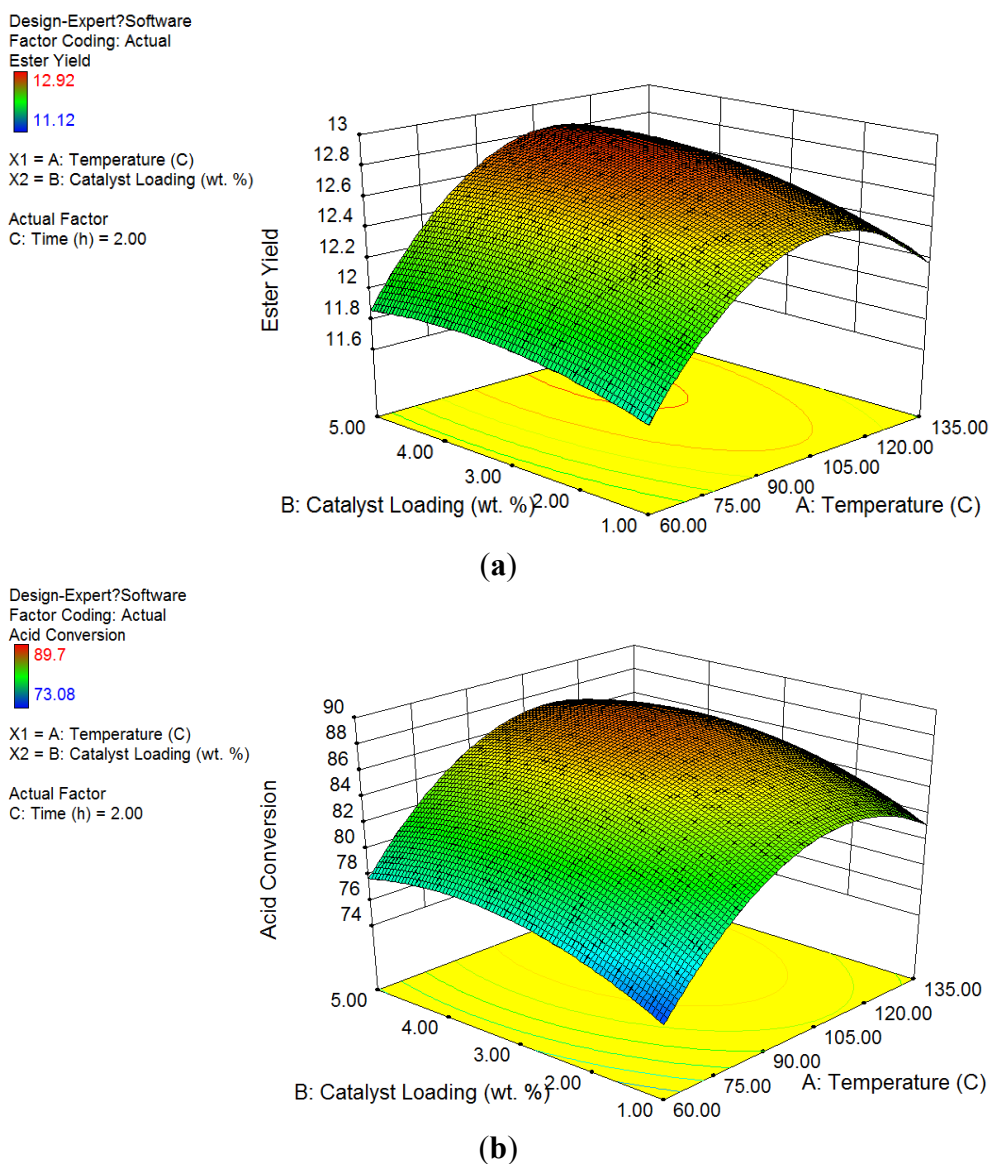 Design-Expert?Software
Factor Coding: Actual
Ester Yield
12.92
11.12
X1 = A: Temperature (C)
X2 = B: Catalyst Loading (wt. %)
Actual Factor
C: Time (h) = 2.00
13
12.8
12.6
12.4
12.2
12
11.8
11.6
Ester Yield
5.00
4.00
3.00
2.00
1.00
B: Catalyst Loading (wt. %)
60.00
75.00
90.00
105.00
120.00
135.00
A: Temperature (C)
(a)
Design-Expert?Software
Factor Coding: Actual
Acid Conversion
89.7
73.08
X1 = A: Temperature (C)
X2 = B: Catalyst Loading (wt. %)
Actual Factor
C: Time (h) = 2.00
90
88
86
84
82
80
78
76
74
Acid Conversion
5.00
4.00
3.00
2.00
1.00
B: Catalyst Loading (wt. %)
60.00
75.00
90.00
105.00
120.00
135.00
A: Temperature (C)
(b)